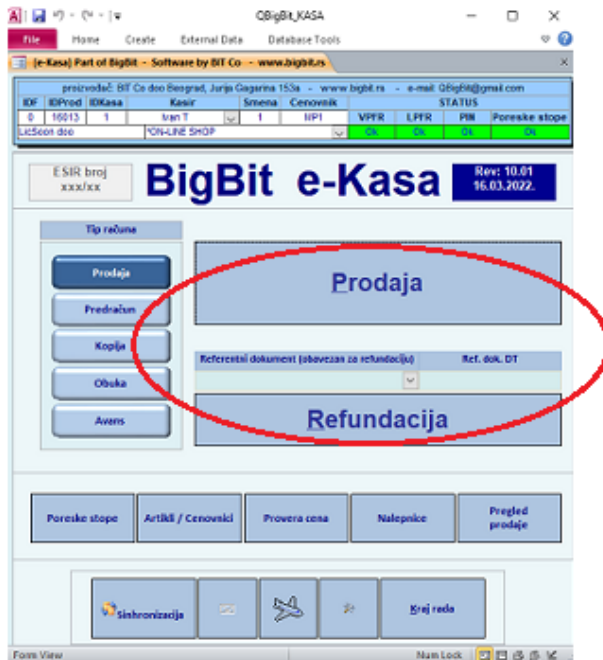 QBigBit_KASA
File Home Create External Data Database Tools
(e-Kasa) Part of BigBit - Software by BIT Co - www.bigbit.rs
proizvođač: BIT Co doo Beograd, Jurija Gagarina 153a - www.bigbit.rs - e-mail: QBigBit@gmail.com
IDF IDProd IDKasa Kasir Smena Cenovnik STATUS
0 16013 1 Ivan T 1 MP1 VPFR LPFR PIN Poreske stope
LicSoon doo *ON-LINE SHOP Ok Ok Ok Ok
ESIR broj
xxx/xx
BigBit e-Kasa
Rev: 10.01
16.03.2022.
Tip računa
Prodaja
Predračun
Kopija
Obuka
Avans
Prodaja
Referentni dokument (obavezan za refundaciju) Ref. dok. DT
Refundacija
Poreske stope Artikli / Cenovnici Provera cena Nalepnice Pregled prodaje
Sinhronizacija Kraj rada
Form View Num Lock